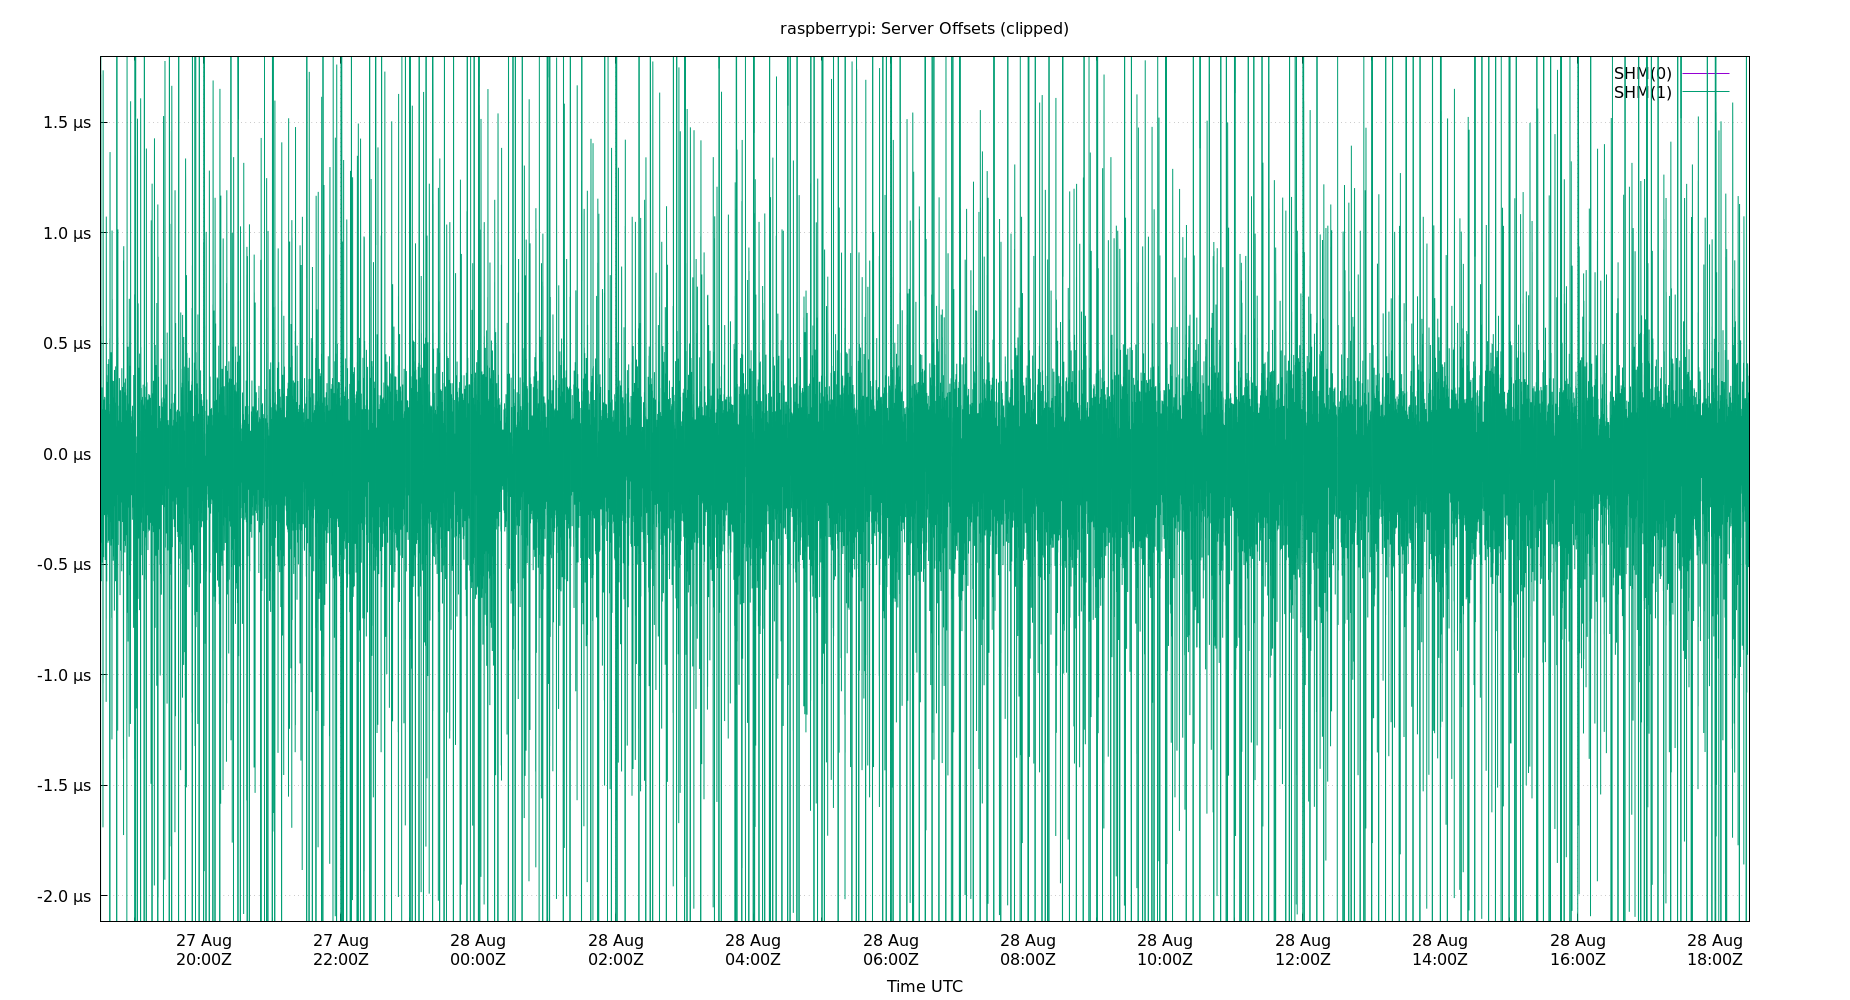 raspberrypi: Server Offsets (clipped)
SHM(0)
SHM(1)
1.5 µs
1.0 µs
0.5 µs
0.0 µs
-0.5 µs
-1.0 µs
-1.5 µs
-2.0 µs
27 Aug 27 Aug 28 Aug 28 Aug 28 Aug 28 Aug 28 Aug 28 Aug 28 Aug 28 Aug 28 Aug 28 Aug
20:00Z 22:00Z 00:00Z 02:00Z 04:00Z 06:00Z 08:00Z 10:00Z 12:00Z 14:00Z 16:00Z 18:00Z
Time UTC